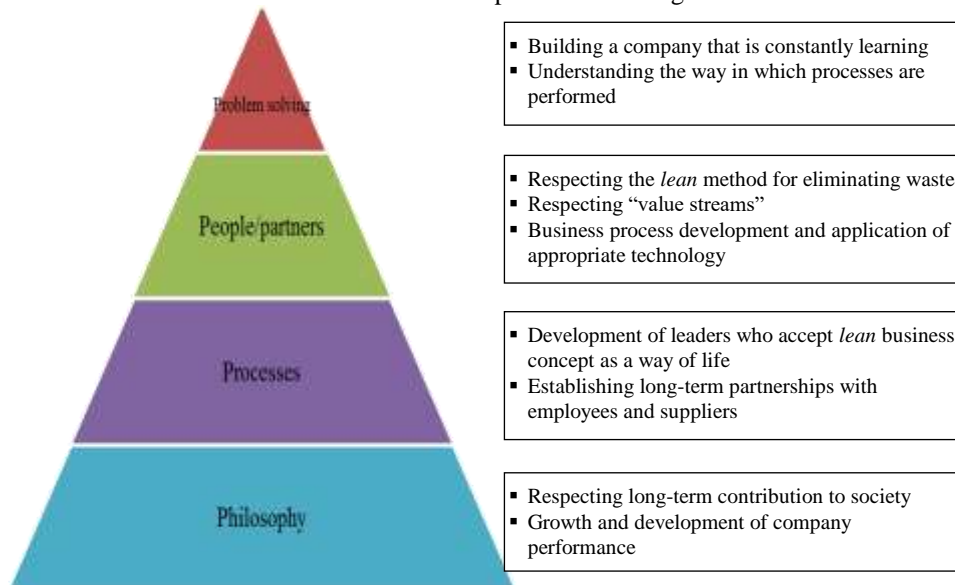 Problem solving
▪ Building a company that is constantly learning
▪ Understanding the way in which processes are
performed
People/partners
▪ Respecting the lean method for eliminating waste
▪ Respecting “value streams”
▪ Business process development and application of
appropriate technology
Processes
▪ Development of leaders who accept lean business
concept as a way of life
▪ Establishing long-term partnerships with
employees and suppliers
Philosophy
▪ Respecting long-term contribution to society
▪ Growth and development of company
performance